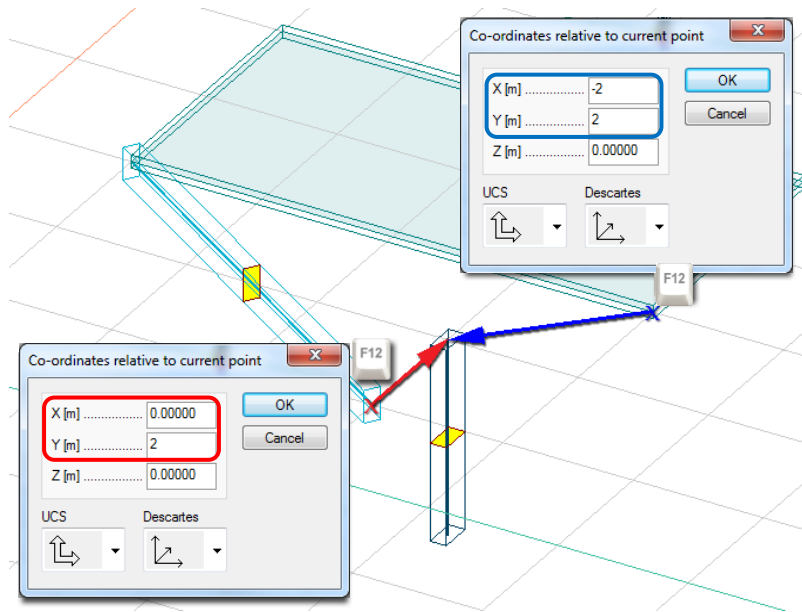 Co-ordinates relative to current point
X [m] ................ -2
OK
Y [m] ................ 2
Cancel
Z [m] ................ 0.00000
UCS
Descartes
F12
F12
Co-ordinates relative to current point
X [m] ................ 0.00000
OK
Y [m] ................ 2
Cancel
Z [m] ................ 0.00000
UCS
Descartes